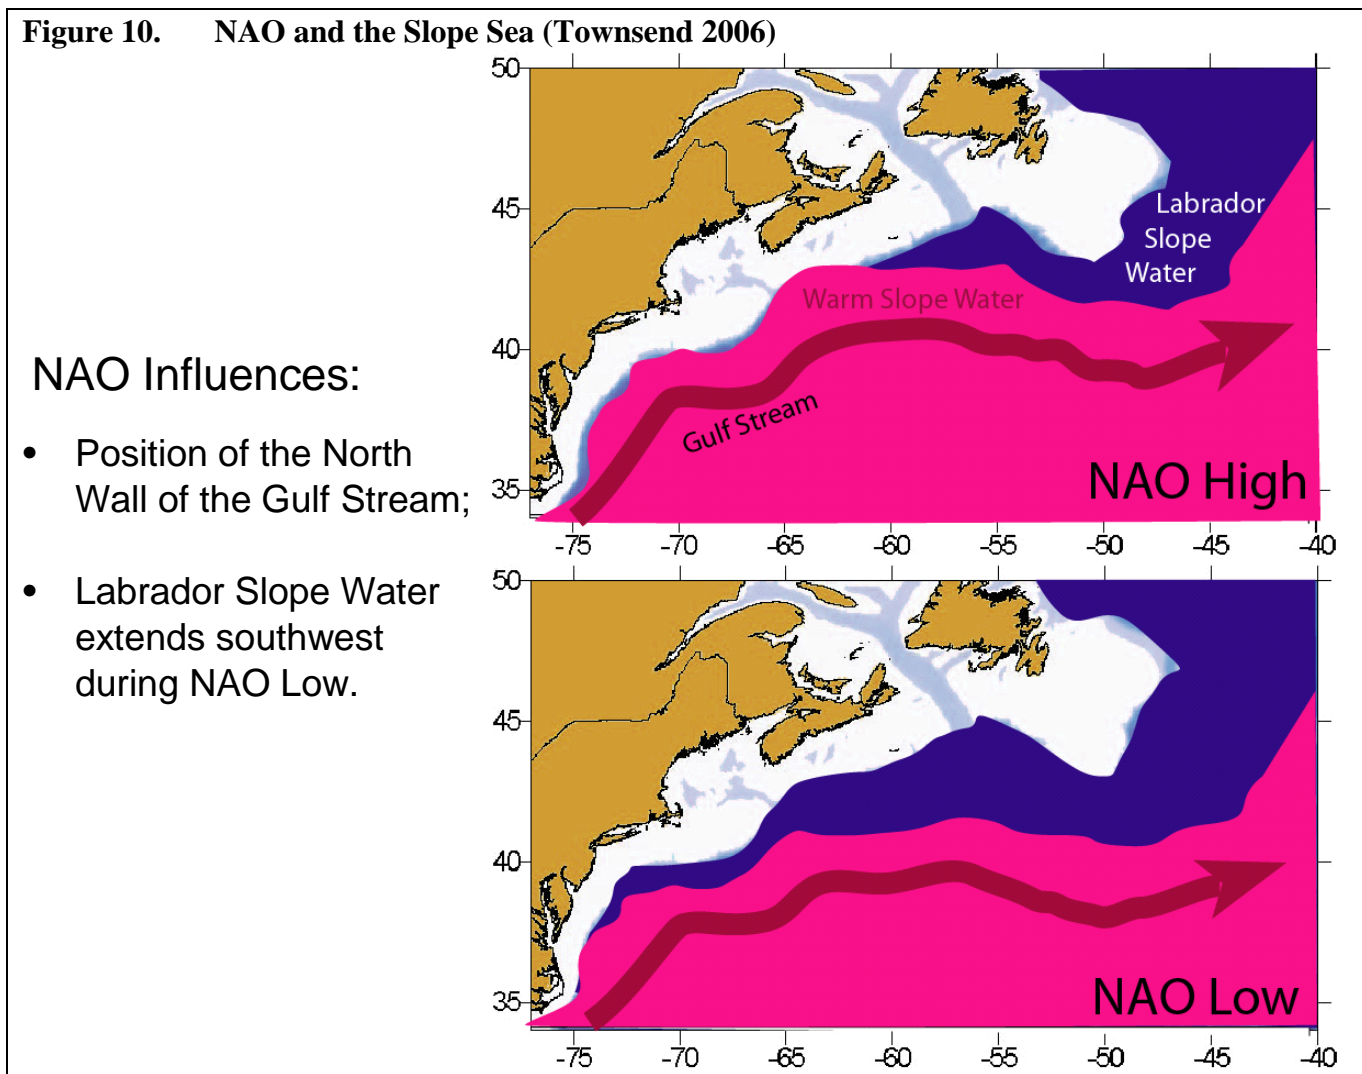 Figure 10. NAO and the Slope Sea (Townsend 2006)
NAO Influences:
• Position of the North
Wall of the Gulf Stream;
• Labrador Slope Water
extends southwest
during NAO Low.
50
45
40
35
Labrador
Slope
Water
Warm Slope Water
Gulf Stream
NAO High
-75 -70 -65 -60 -55 -50 -45 -40
50
45
40
35
NAO Low
-75 -70 -65 -60 -55 -50 -45 -40